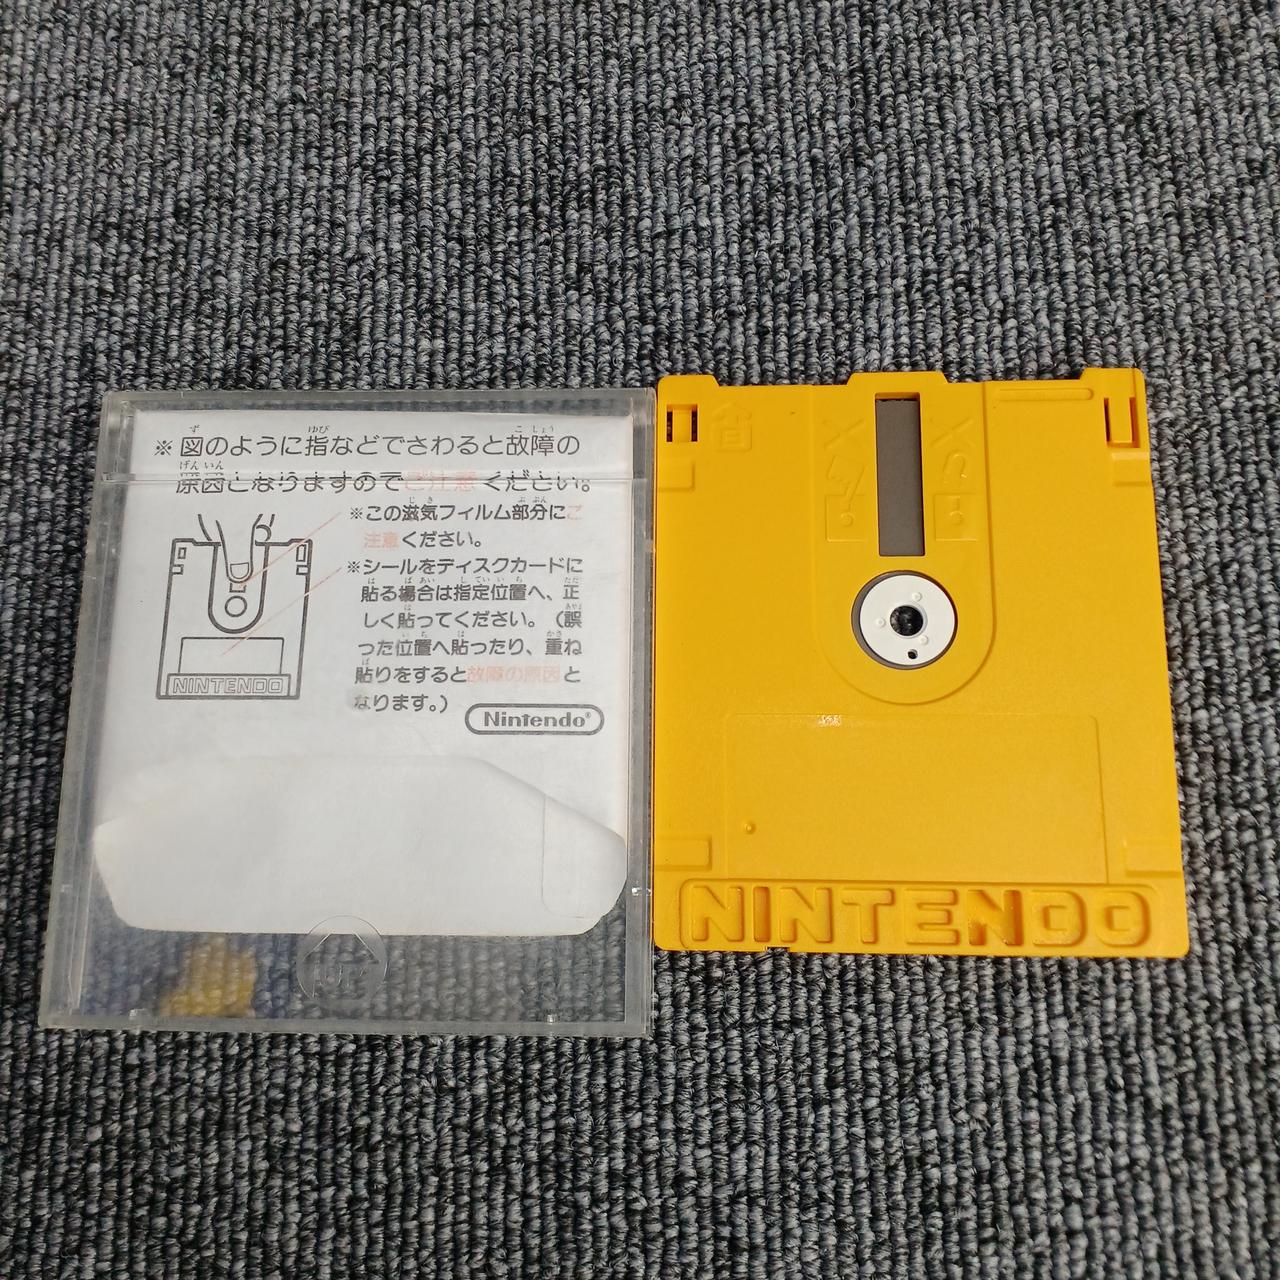 ※図のように指などでさわると故障の
原因となりますのでご注意ください。
※この滋気フィルム部分にご
注意ください。
※シールをディスクカードに
貼る場合は指定位置へ、正
しく貼ってください。(誤
った位置へ貼ったり、重ね
貼りをすると故障の原因と
なります。)
NINTENDO
Nintendo®
NINTENDO